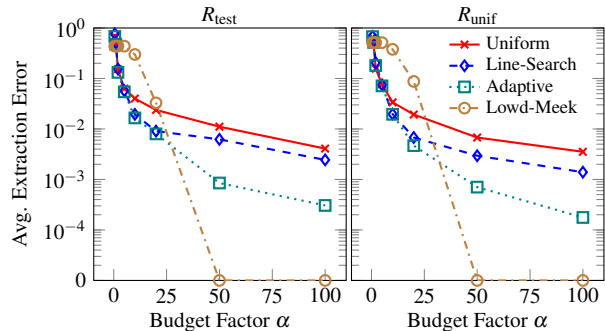 R_test R_unif
Avg. Extraction Error
10^0
10^−1
10^−2
10^−3
10^−4
0
Uniform
Line-Search
Adaptive
Lowd-Meek
0 25 50 75 100 0 25 50 75 100
Budget Factor α Budget Factor α